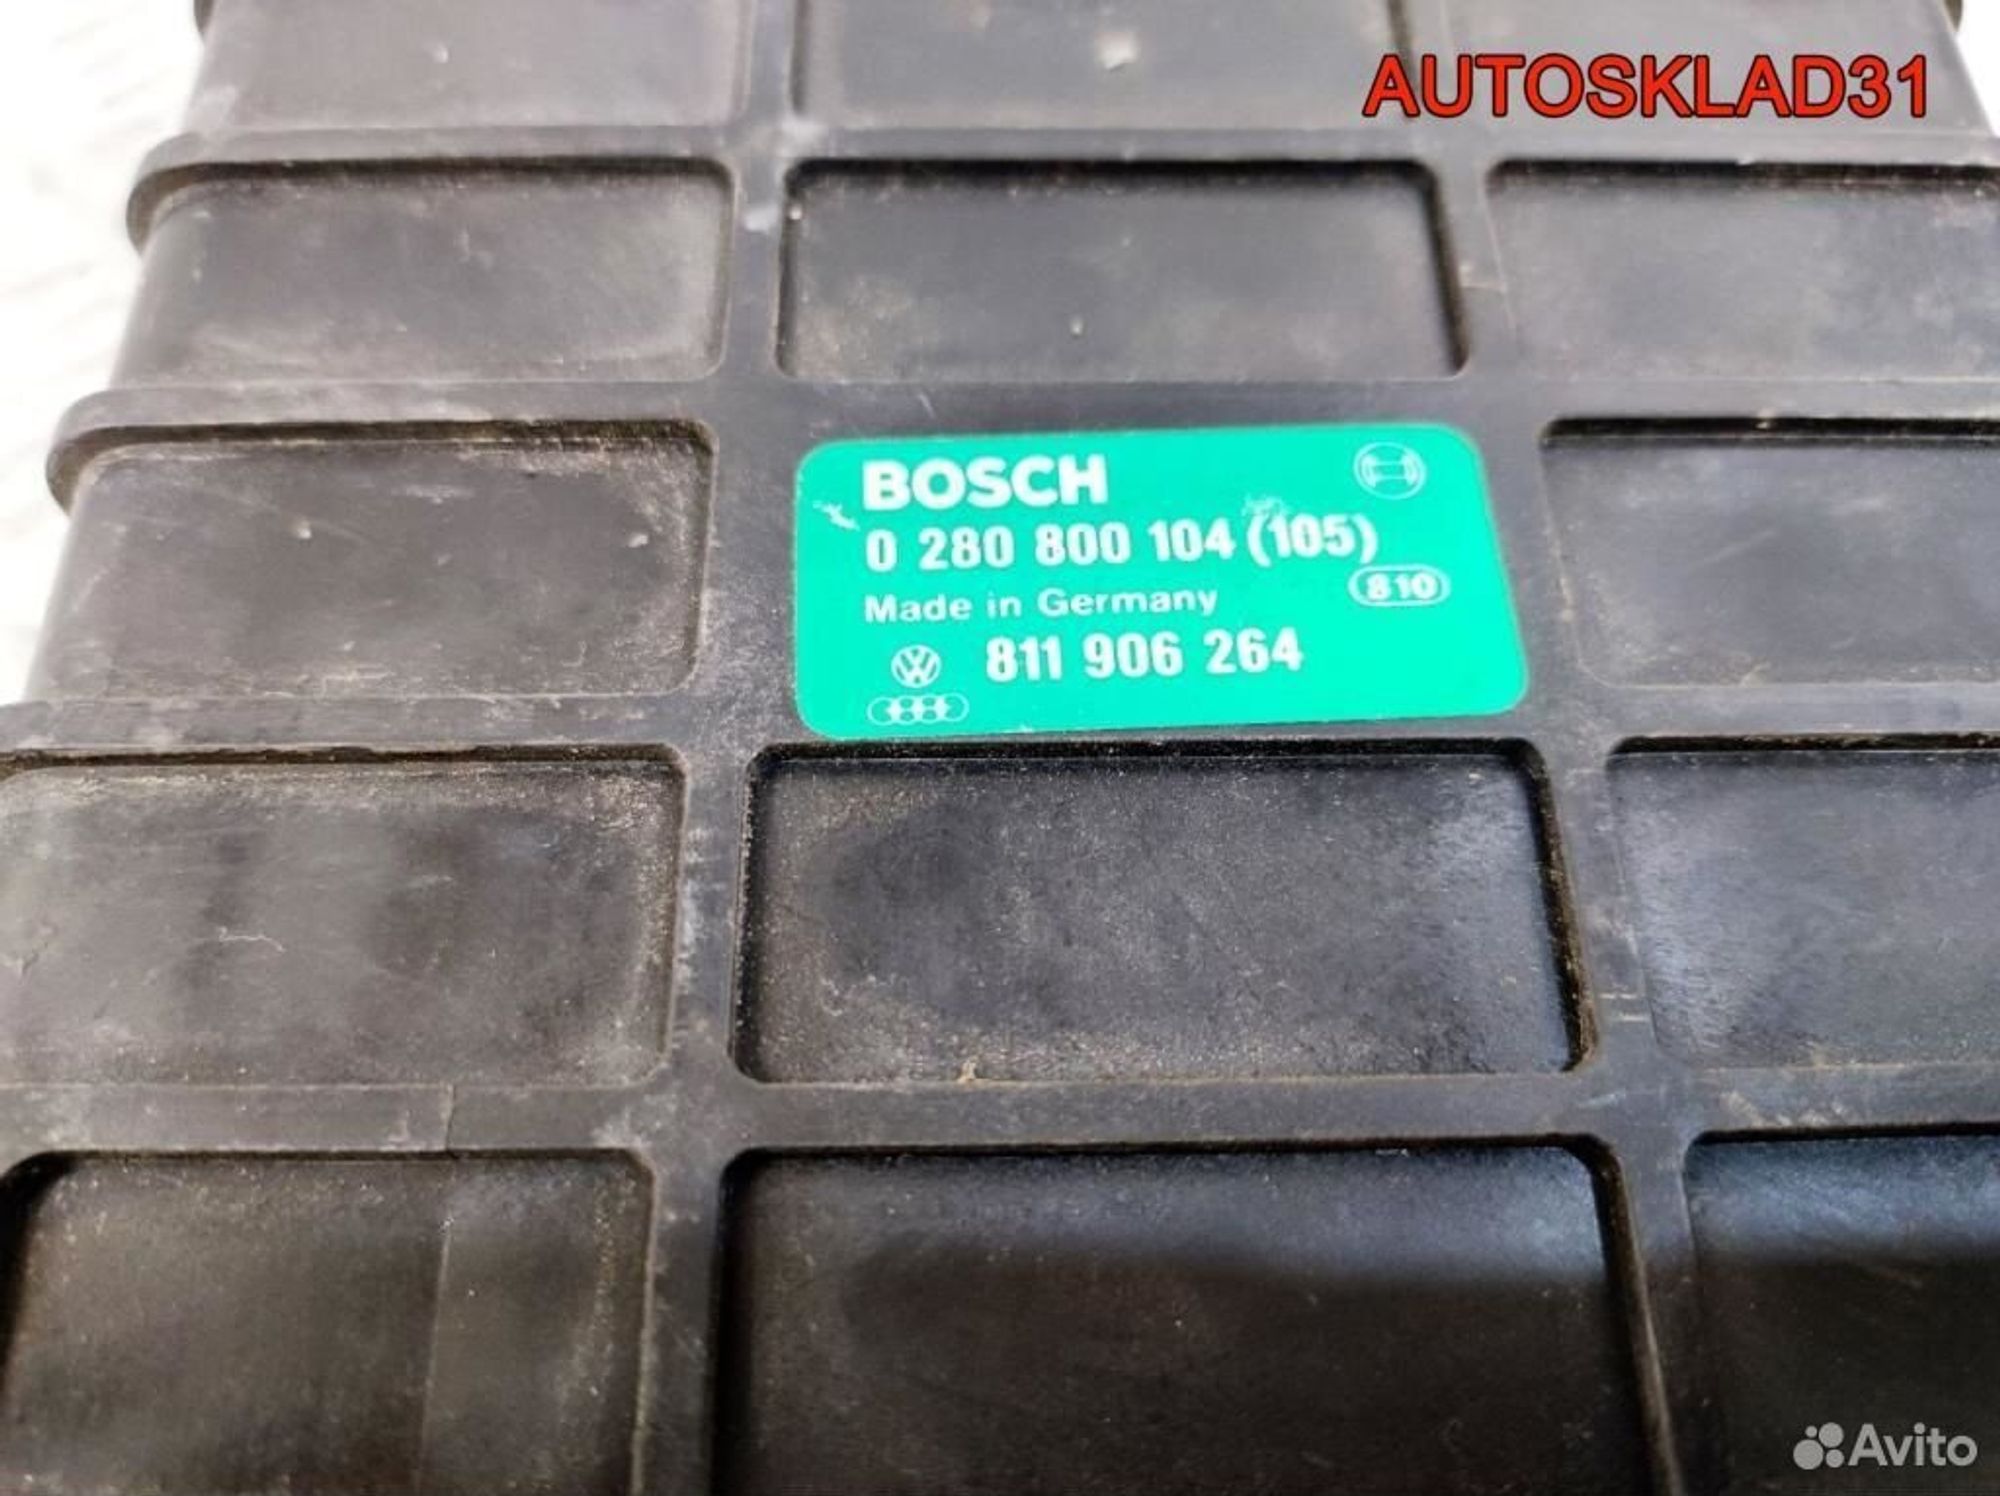 AUTOSKLAD31
BOSCH
0 280 800 104 (105)
Made in Germany
810
811 906 264
Avito